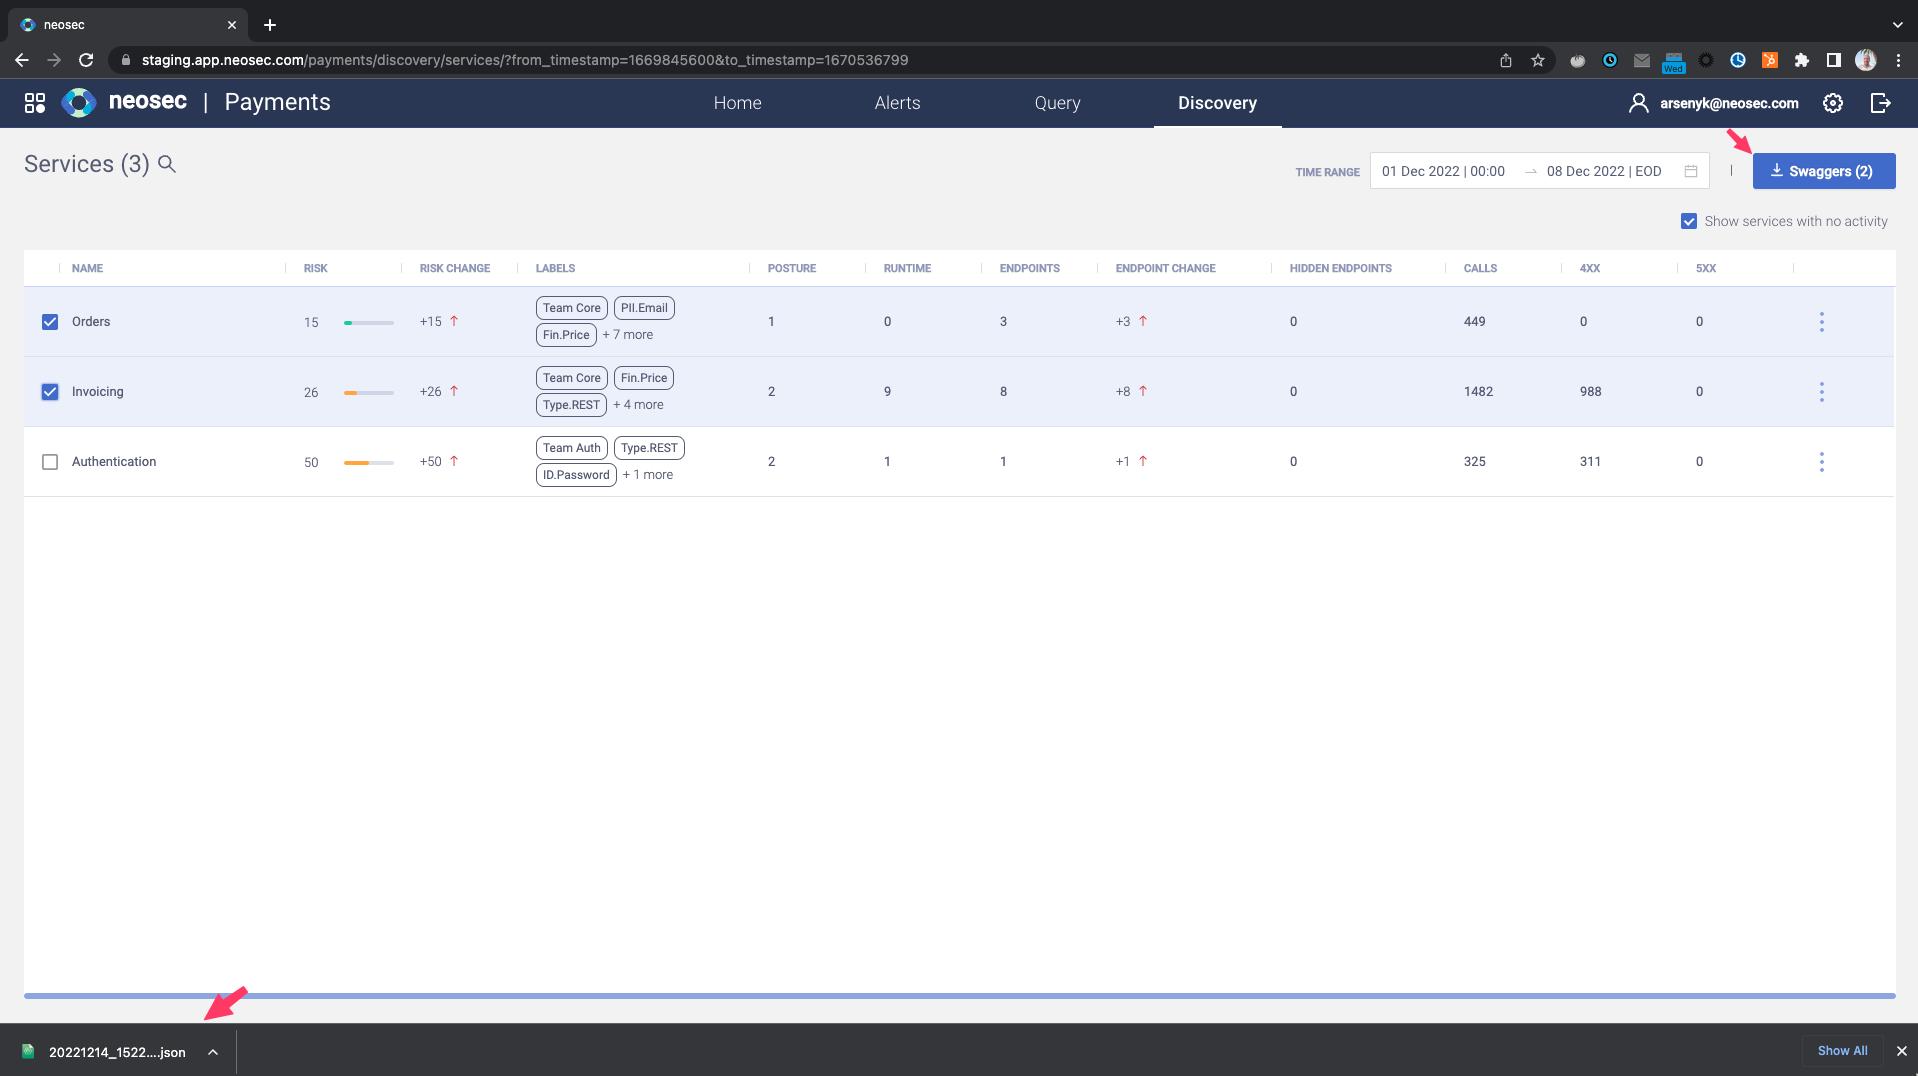 neosec
staging.app.neosec.com/payments/discovery/services/?from_timestamp=1669845600&to_timestamp=1670536799
Wed
neosec | Payments
Home
Alerts
Query
Discovery
arsenyk@neosec.com
Services (3)
TIME RANGE
01 Dec 2022 | 00:00
08 Dec 2022 | EOD
Swaggers (2)
Show services with no activity
NAME RISK RISK CHANGE LABELS POSTURE RUNTIME ENDPOINTS ENDPOINT CHANGE HIDDEN ENDPOINTS CALLS 4XX 5XX
Team Core PII.Email
Orders 15 +15 1 0 3 +3 0 449 0 0
Fin.Price + 7 more
Team Core Fin.Price
Invoicing 26 +26 2 9 8 +8 0 1482 988 0
Type.REST + 4 more
Team Auth Type.REST
Authentication 50 +50 2 1 1 +1 0 325 311 0
ID.Password + 1 more
20221214_1522....json
Show All